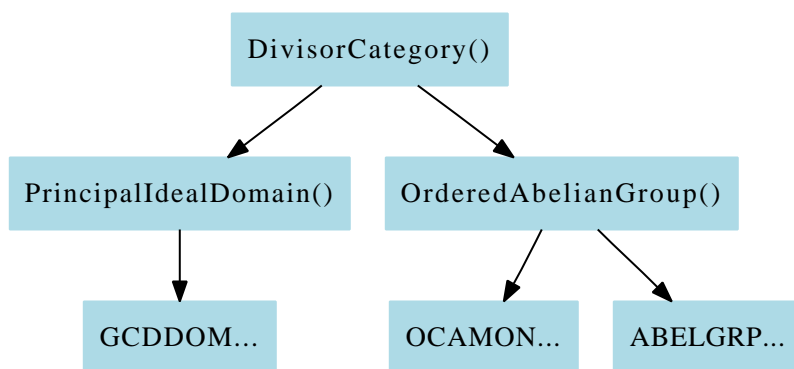 DivisorCategory()
PrincipalIdealDomain()
OrderedAbelianGroup()
GCDDOM...
OCAMON...
ABELGRP...